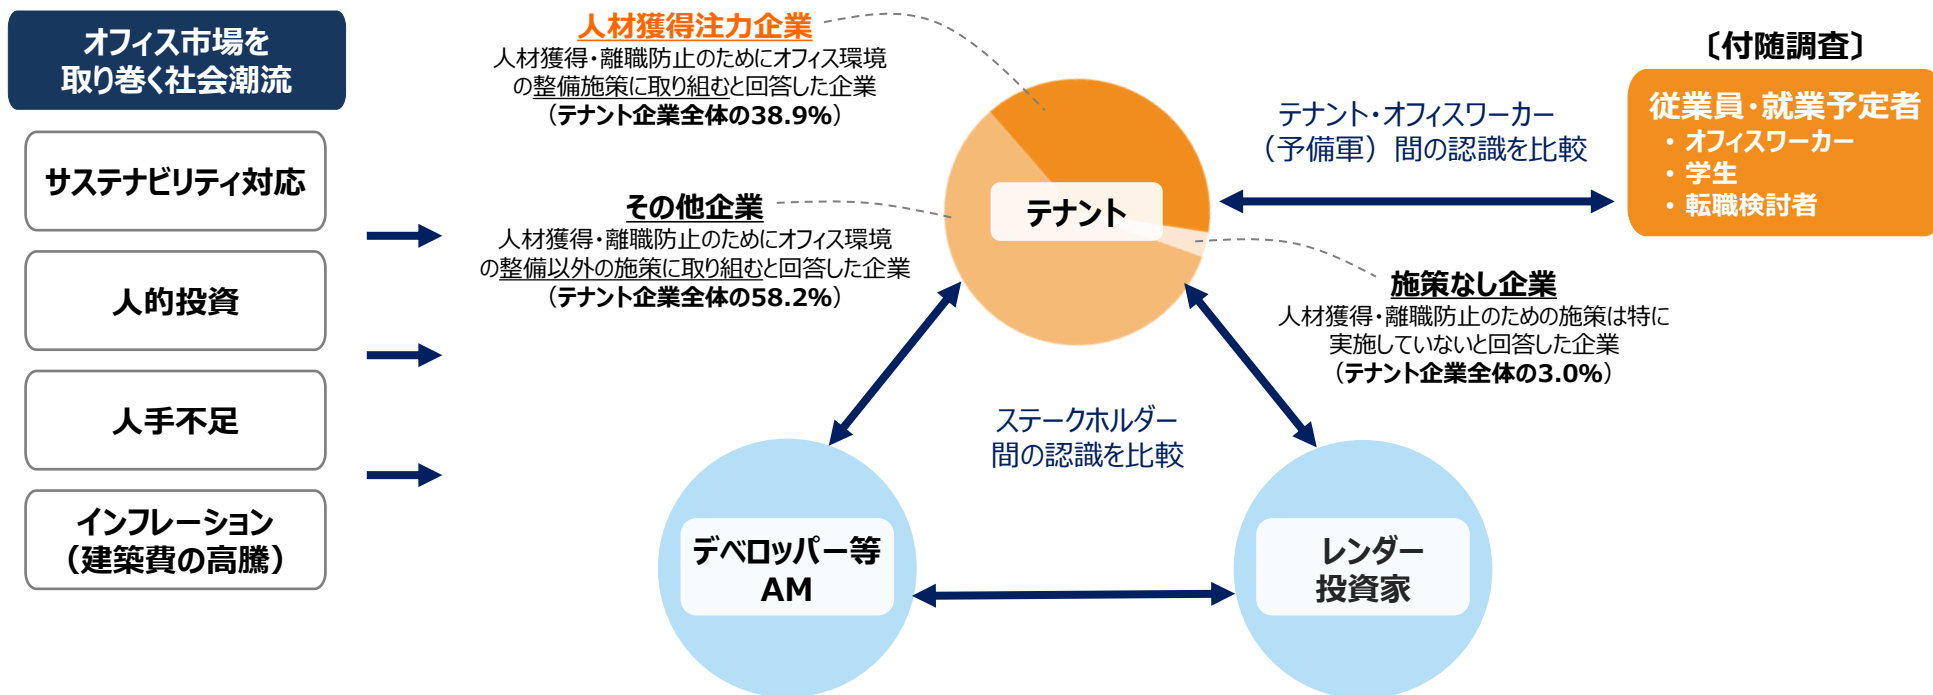 オフィス市場を
取り巻く社会潮流
サステナビリティ対応
人的投資
人手不足
インフレーション
（建築費の高騰）
人材獲得注力企業
人材獲得・離職防止のためにオフィス環境
の整備施策に取り組むと回答した企業
（テナント企業全体の38.9%）
その他企業
人材獲得・離職防止のためにオフィス環境
の整備以外の施策に取り組むと回答した企業
（テナント企業全体の58.2%）
テナント
テナント・オフィスワーカー
（予備軍）間の認識を比較
〔付随調査〕
従業員・就業予定者
・オフィスワーカー
・学生
・転職検討者
施策なし企業
人材獲得・離職防止のための施策は特に
実施していないと回答した企業
（テナント企業全体の3.0%）
ステークホルダー
間の認識を比較
デベロッパー等
AM
レンダー
投資家